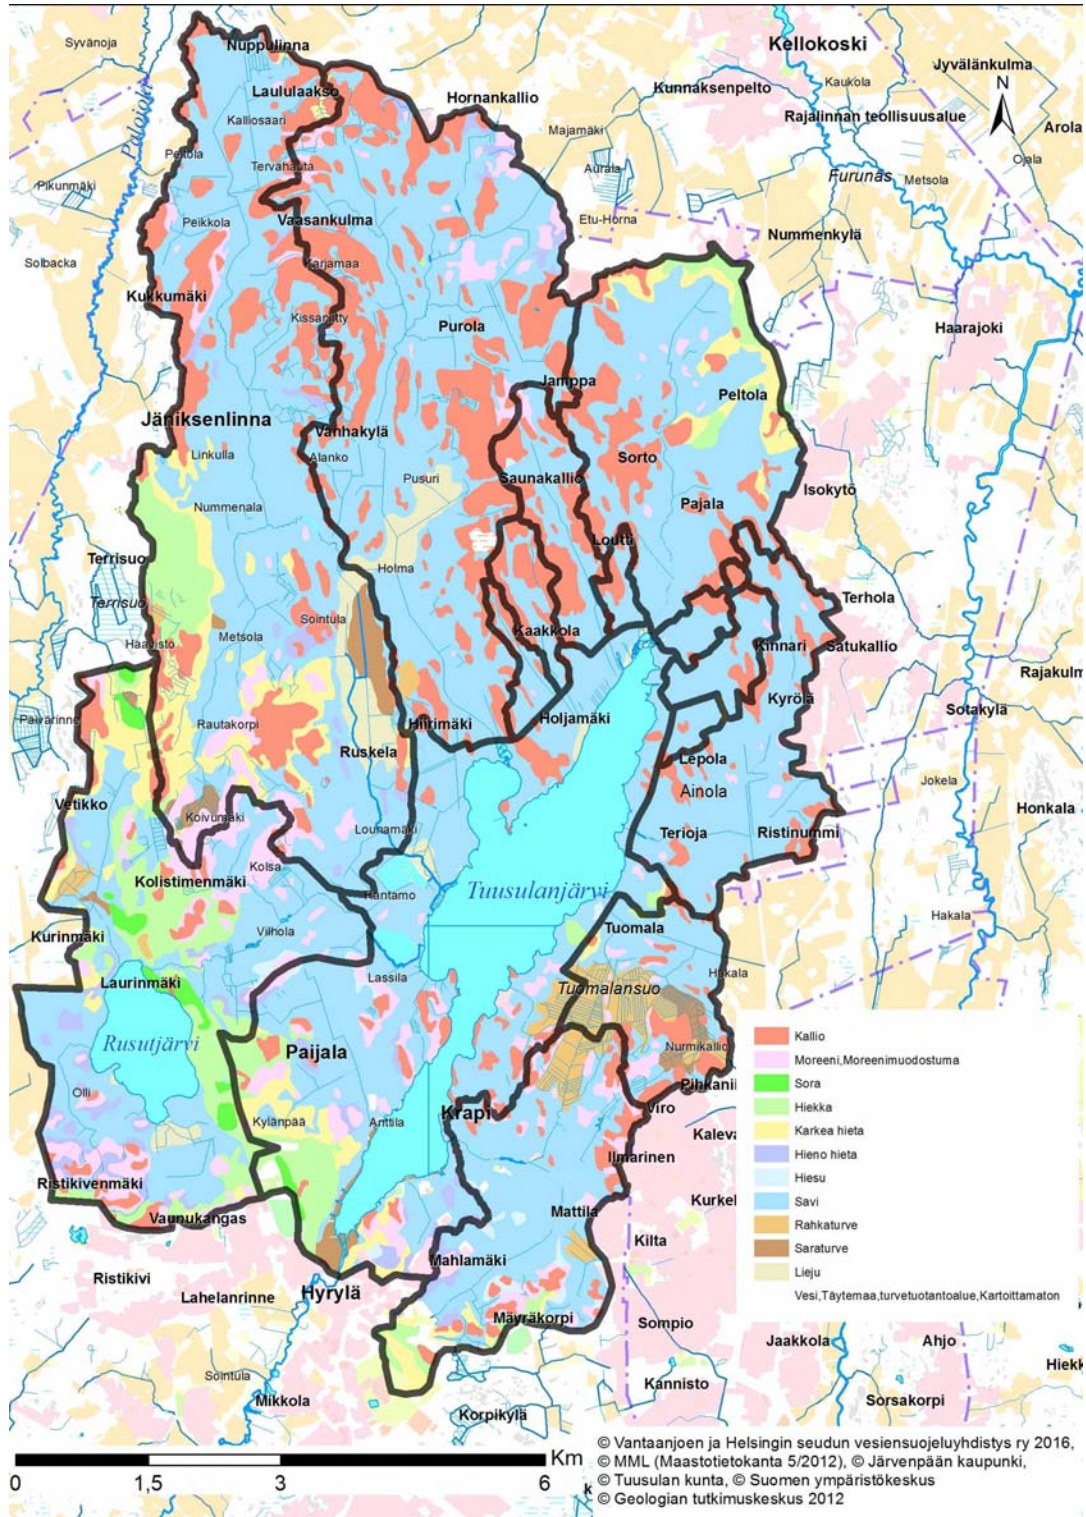 Syvänoja
Nuppulinna
Kellokoski
Jyvälänkulma
Kunnaksenpelto
Kaukola
N
Laululaakso
Hornankallio
Rajalinnan teollisuusalue
Arola
Kalliosaari
Majamäki
Palojoki
Peltola
Tervahauta
Aurala
Ojala
Pikunmäki
Furunäs
Metsola
Peikkola
Vaasankulma
Etu-Horna
Nummenkylä
Solbacka
Karjamaa
Kukkumäki
Kissanitty
Purola
Haarajoki
Jamppa
Peltola
Jäniksenlinna
Vanhakylä
Linkulla
Alanko
Sorto
Pusuri
Saunakallio
Isokytö
Nummenala
Pajala
Loutti
Terrisuo
Holma
Terrisuo
Terhola
Haavisto
Metsola
Sointula
Kaakkola
Kinnari
Satukallio
Rajakulm
Päivärinne
Rautakorpi
Hiirimäki
Holjamäki
Kyrölä
Sotakylä
Ruskela
Lepola
Jokela
Ainola
Vetikko
Koivumäki
Lounamäki
Terioja
Ristinummi
Honkala
Kolsa
Kolistimenmäki
Rantamo
Tuusulanjärvi
Hakala
Kurinmäki
Vilhola
Tuomala
Laurinmäki
Lassila
Hakala
Tuomalansuo
Rusutjärvi
Paijala
Nurmikallio
Olli
Pihkanii
Kylänpää
Anttila
Krapi
Viro
Kaleva
Ilmarinen
Ristikivenmäki
Kurkel
Vaunukangas
Mattila
Kilta
Mahlamäki
Ristikivi
Lahelanrinne
Hyrylä
Mäyräkorpi
Sompio
Jaakkola
Ahjo
Hiekk
Sointula
Kannisto
Mikkola
Sorsakorpi
Korpikylä
Kallio
Moreeni,Moreenimuodostuma
Sora
Hiekka
Karkea hieta
Hieno hieta
Hiesu
Savi
Rahkaturve
Saraturve
Lieju
Vesi,Täytemaa,turvetuotantoalue,Kartoittamaton
Km
0 1,5 3 6
© Vantaanjoen ja Helsingin seudun vesiensuojeluyhdistys ry 2016,
© MML (Maastotietokanta 5/2012), © Järvenpään kaupunki,
© Tuusulan kunta, © Suomen ympäristökeskus
© Geologian tutkimuskeskus 2012